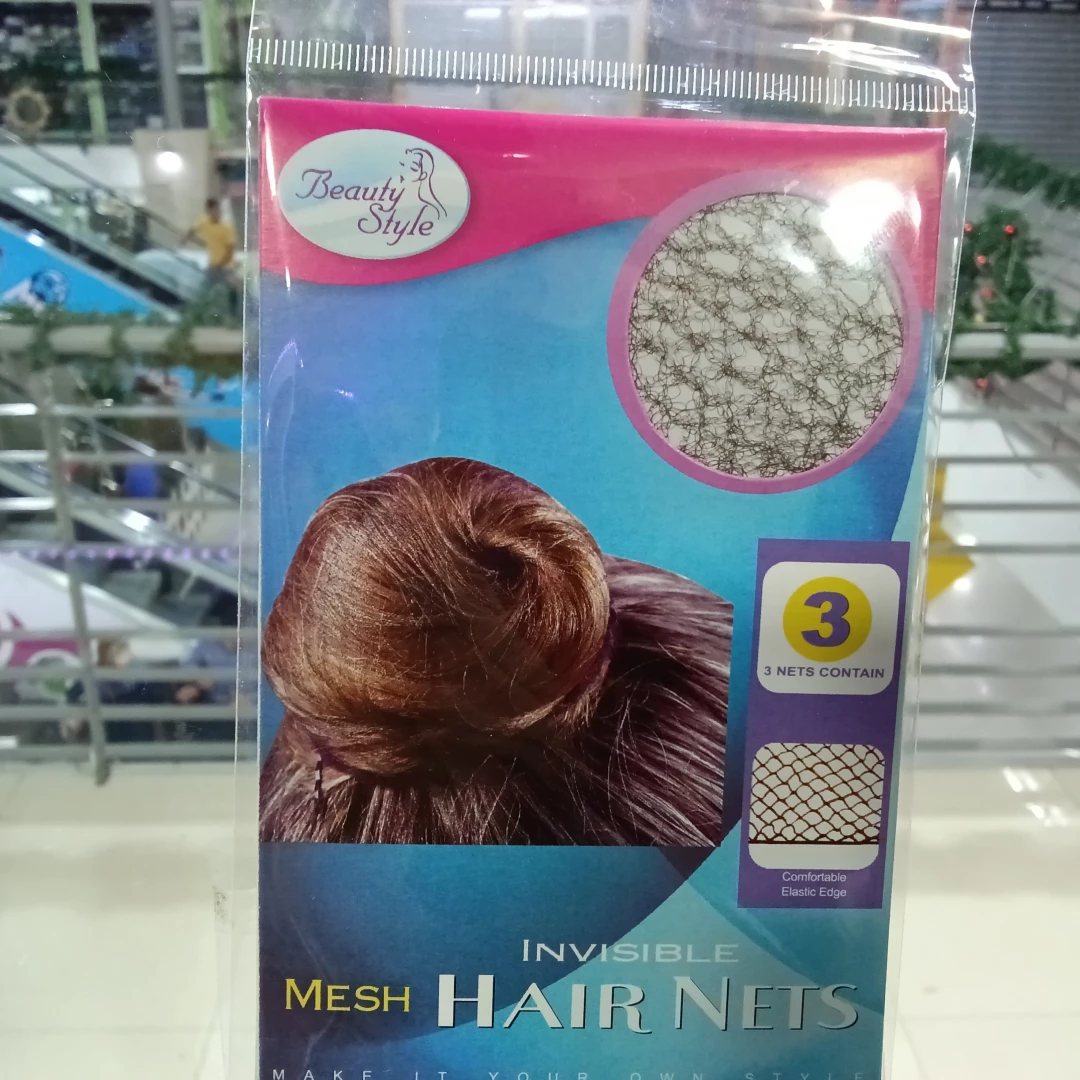 Beauty
Style
3
3 NETS CONTAIN
Comfortable
Elastic Edge
INVISIBLE
MESH HAIR NETS
MAKE IT YOUR OWN STYLE